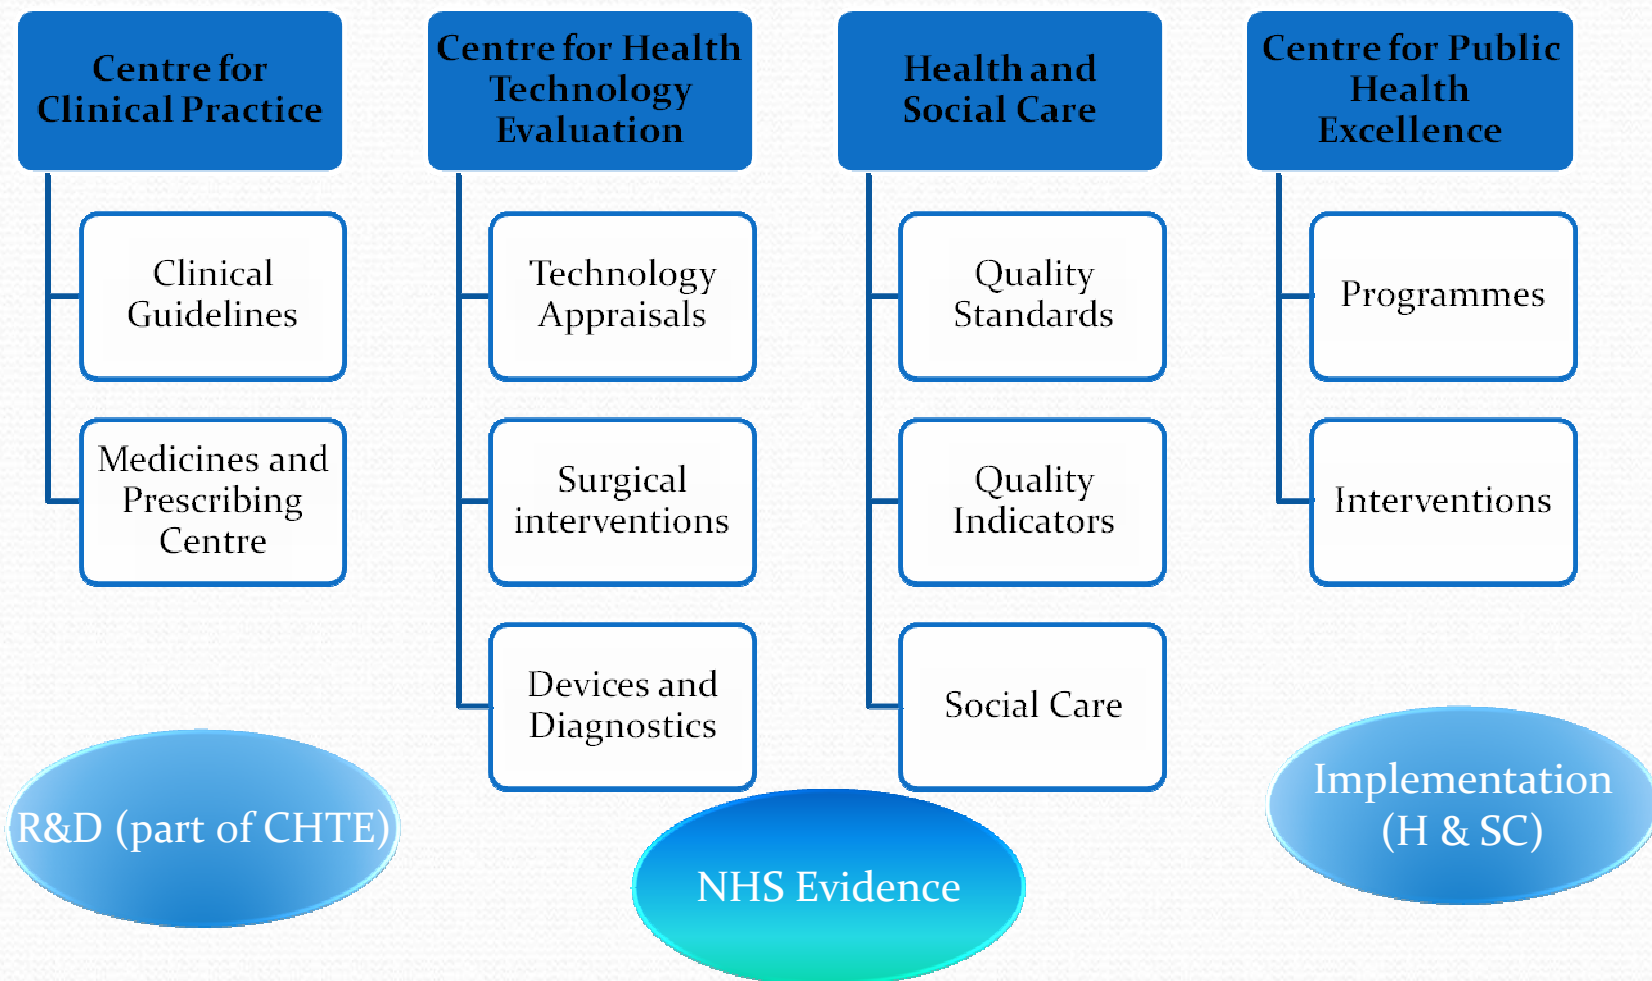 Centre for
Clinical Practice
Clinical
Guidelines
Medicines and
Prescribing
Centre
Centre for Health
Technology
Evaluation
Technology
Appraisals
Surgical
interventions
Devices and
Diagnostics
Health and
Social Care
Quality
Standards
Quality
Indicators
Social Care
Centre for Public
Health
Excellence
Programmes
Interventions
R&D (part of CHTE)
NHS Evidence
Implementation
(H & SC)